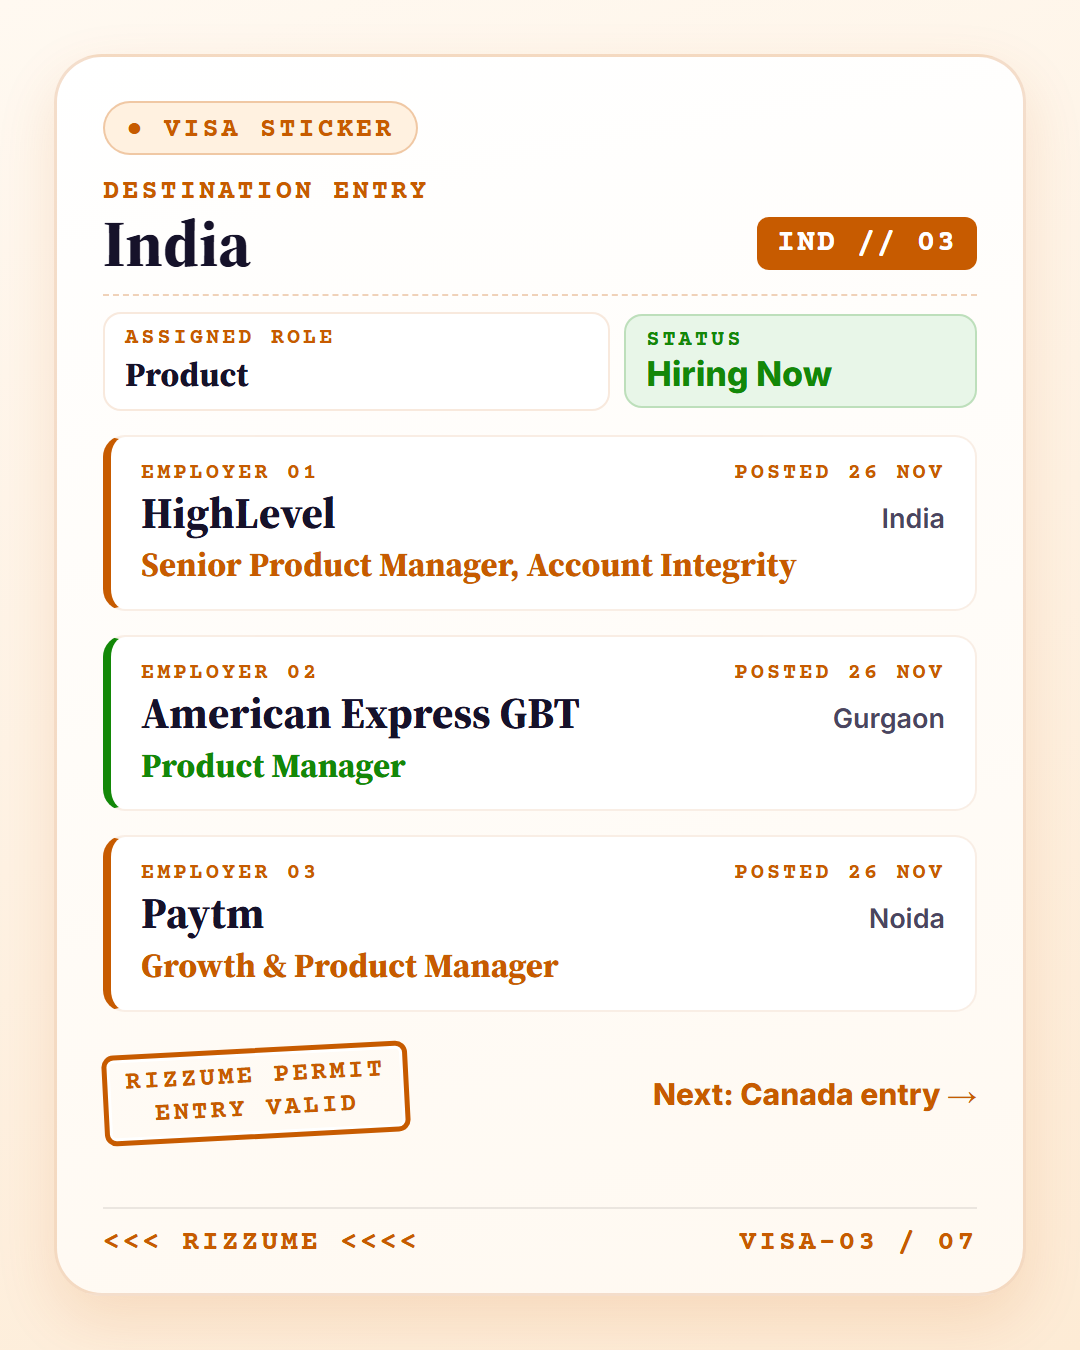 ● VISA STICKER
DESTINATION ENTRY
India
IND // 03
ASSIGNED ROLE
Product
STATUS
Hiring Now
EMPLOYER 01
POSTED 26 NOV
HighLevel
India
Senior Product Manager, Account Integrity
EMPLOYER 02
POSTED 26 NOV
American Express GBT
Gurgaon
Product Manager
EMPLOYER 03
POSTED 26 NOV
Paytm
Noida
Growth & Product Manager
RIZZUME PERMIT
ENTRY VALID
Next: Canada entry →
<<< RIZZUME <<<<
VISA-03 / 07